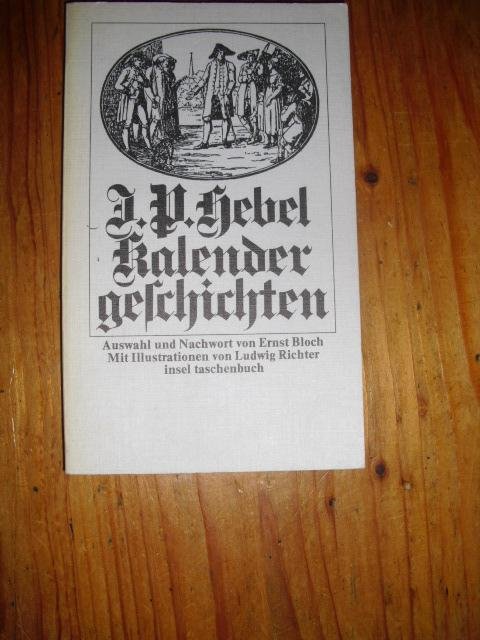 J. P. Hebel
Kalender
geſchichten
Auswahl und Nachwort von Ernst Bloch
Mit Illustrationen von Ludwig Richter
insel taschenbuch